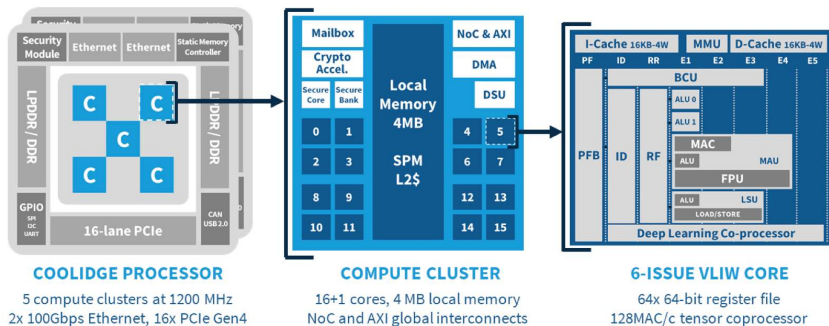 Security
Security Module
Ethernet
Ethernet
Static Memory Controller
LPDDR / DDR
C
C
C
C
C
LPDDR / DDR
GPIO
SPI
I2C
UART
16-lane PCIe
CAN
USB 2.0
COOLIDGE PROCESSOR
5 compute clusters at 1200 MHz
2x 100Gbps Ethernet, 16x PCIe Gen4
Mailbox
NoC & AXI
Crypto Accel.
DMA
Secure Core
Secure Bank
DSU
Local Memory 4MB
SPM
L2$
0 1 4 5
2 3 6 7
8 9 12 13
10 11 14 15
COMPUTE CLUSTER
16+1 cores, 4 MB local memory
NoC and AXI global interconnects
I-Cache 16KB-4W
MMU
D-Cache 16KB-4W
PF ID RR E1 E2 E3 E4 E5
BCU
ALU 0
ALU 1
PFB
ID
RF
MAC
ALU
MAU
FPU
ALU
LSU
LOAD/STORE
Deep Learning Co-processor
6-ISSUE VLIW CORE
64x 64-bit register file
128MAC/c tensor coprocessor